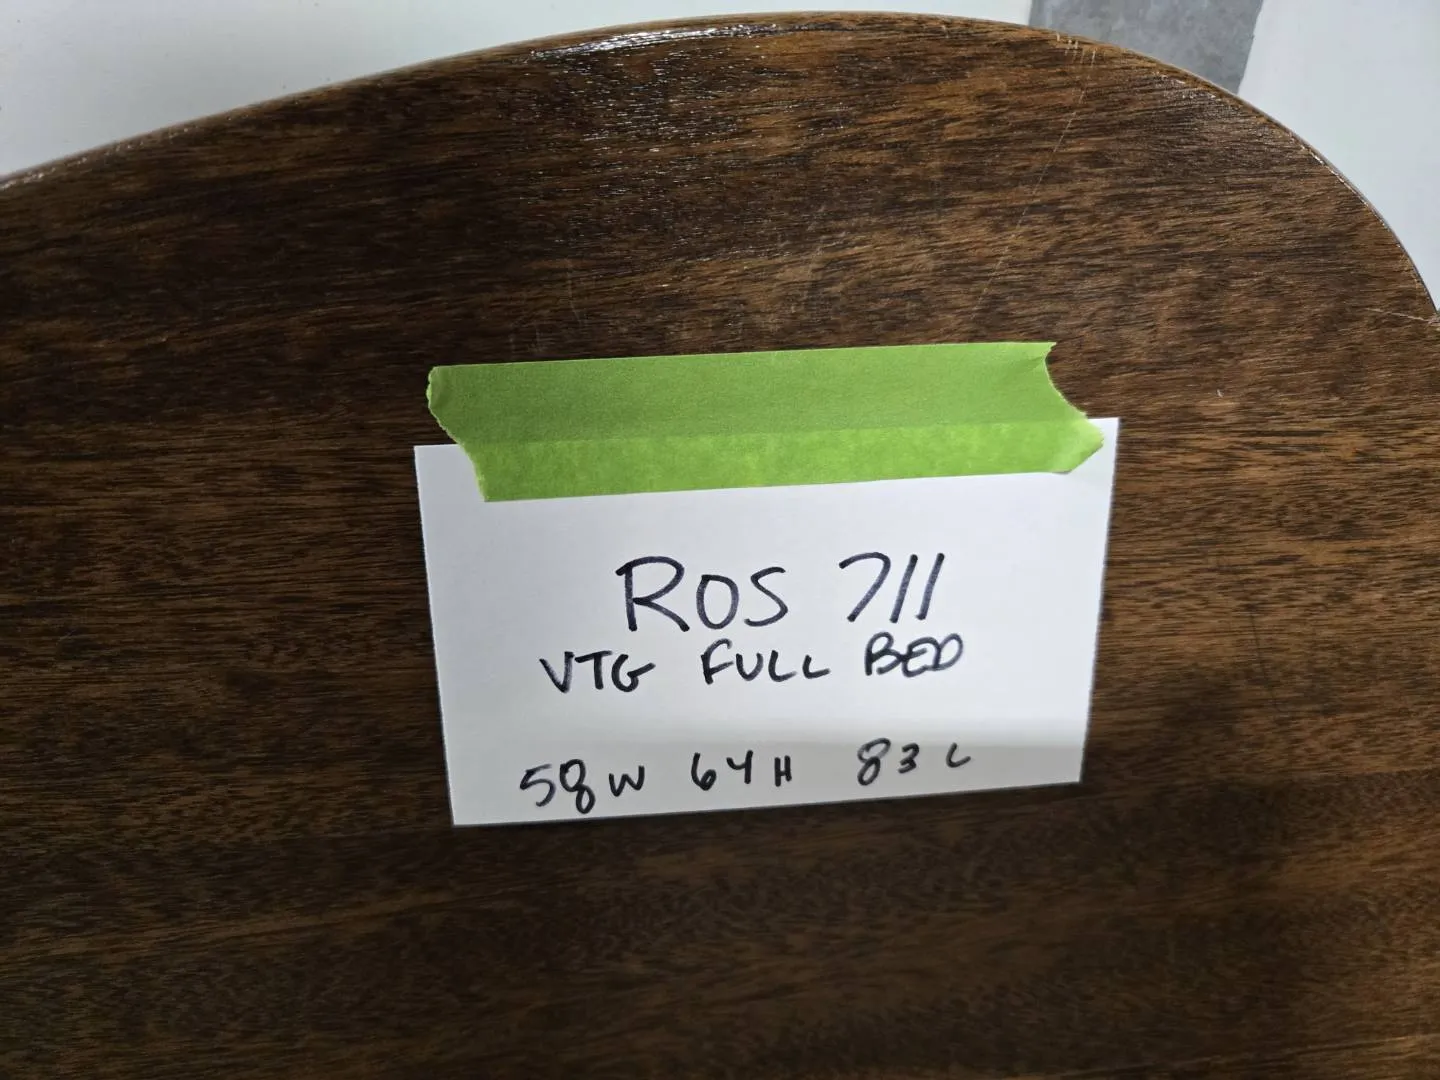 ROS 711
VTG FULL BED
58W 64H 83L